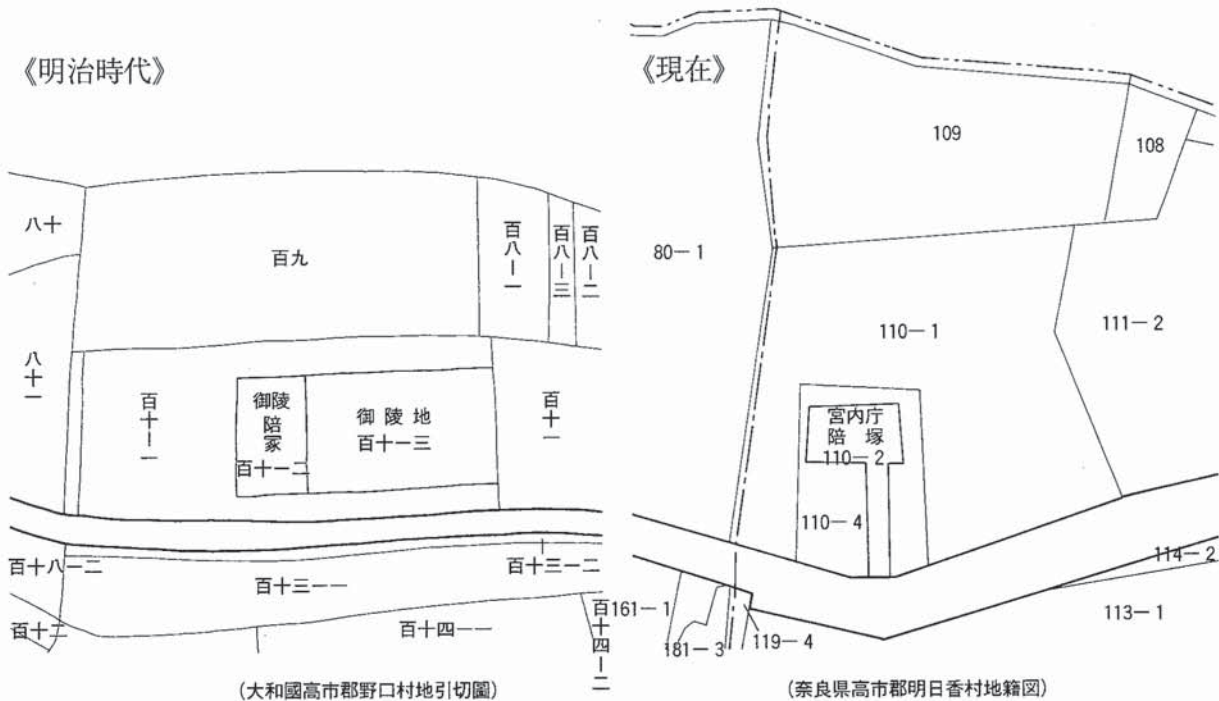 《明治時代》
八十
百九
百八ー一
百八ー三
百八ー二
八十一
百十ー一
御陵
陪冢
百十ー二
御陵地
百十ー三
百十一
百十八ー二
百十三ー一
百十三ー二
百十二
百十四ー一
百十四ー二
(大和國高市郡野口村地引切圖)
《現在》
109
108
80ー1
110ー1
111ー2
宮内庁
陪塚
110ー2
110ー4
114ー2
113ー1
161ー1
181ー3
119ー4
(奈良県高市郡明日香村地籍図)